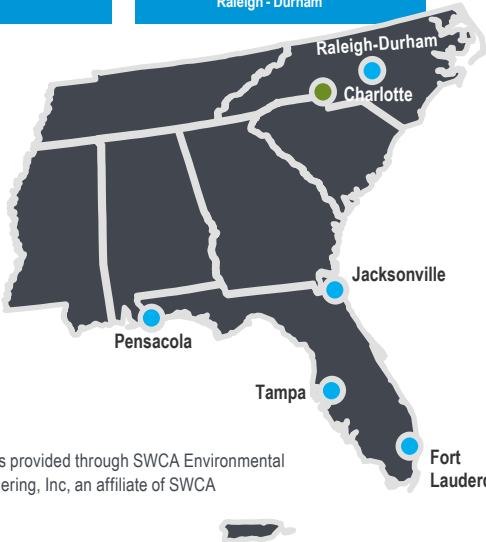 Raleigh - Durham
Raleigh-Durham
Charlotte
Jacksonville
Pensacola
Tampa
Fort
s provided through SWCA Environmental
ering, Inc, an affiliate of SWCA